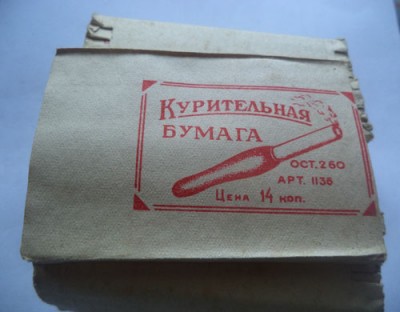 КУРИТЕЛЬНАЯ
БУМАГА
ОСТ. 260
АРТ. 1136
ЦЕНА 14 КОП.